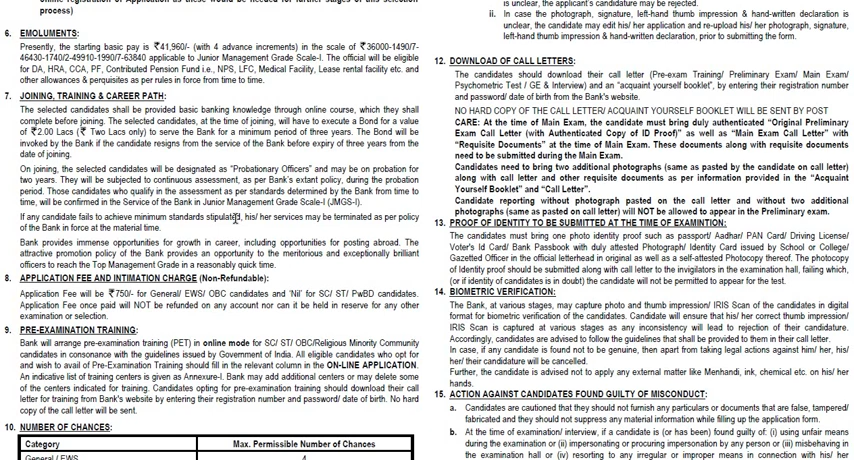 Online registration of Application as these would be needed for further stages of this selection
process)
6. EMOLUMENTS:
Presently, the starting basic pay is ₹41,960/- (with 4 advance increments) in the scale of ₹36000-1490/7-
46430-1740/2-49910-1990/7-63840 applicable to Junior Management Grade Scale-I. The official will be eligible
for DA, HRA, CCA, PF, Contributed Pension Fund i.e., NPS, LFC, Medical Facility, Lease rental facility etc. and
other allowances & perquisites as per rules in force from time to time.
7. JOINING, TRAINING & CAREER PATH:
The selected candidates shall be provided basic banking knowledge through online course, which they shall
complete before joining. The selected candidates, at the time of joining, will have to execute a Bond for a value
of ₹2.00 Lacs (₹ Two Lacs only) to serve the Bank for a minimum period of three years. The Bond will be
invoked by the Bank if the candidate resigns from the service of the Bank before expiry of three years from the
date of joining.
On joining, the selected candidates will be designated as “Probationary Officers” and may be on probation for
two years. They will be subjected to continuous assessment, as per Bank's extant policy, during the probation
period. Those candidates who qualify in the assessment as per standards determined by the Bank from time to
time, will be confirmed in the Service of the Bank in Junior Management Grade Scale-I (JMGS-I).
If any candidate fails to achieve minimum standards stipulated, his/ her services may be terminated as per policy
of the Bank in force at the material time.
Bank provides immense opportunities for growth in career, including opportunities for posting abroad. The
attractive promotion policy of the Bank provides an opportunity to the meritorious and exceptionally brilliant
officers to reach the Top Management Grade in a reasonably quick time.
8. APPLICATION FEE AND INTIMATION CHARGE (Non-Refundable):
Application Fee will be ₹750/- for General/ EWS/ OBC candidates and ‘Nil’ for SC/ ST/ PwBD candidates.
Application Fee once paid will NOT be refunded on any account nor can it be held in reserve for any other
examination or selection.
9. PRE-EXAMINATION TRAINING:
Bank will arrange pre-examination training (PET) in online mode for SC/ ST/ OBC/Religious Minority Community
candidates in consonance with the guidelines issued by Government of India. All eligible candidates who opt for
and wish to avail of Pre-Examination Training should fill in the relevant column in the ON-LINE APPLICATION.
An indicative list of training centers is given as Annexure-I. Bank may add additional centers or may delete some
of the centers indicated for training. Candidates opting for pre-examination training should download their call
letter for training from Bank's website by entering their registration number and password/ date of birth. No hard
copy of the call letter will be sent.
10. NUMBER OF CHANCES:
Category Max. Permissible Number of Chances
General / EWS 4
is unclear, the applicant's candidature may be rejected.
ii. In case the photograph, signature, left-hand thumb impression & hand-written declaration is
unclear, the candidate may edit his/ her application and re-upload his/ her photograph, signature,
left-hand thumb impression & hand-written declaration, prior to submitting the form.
12. DOWNLOAD OF CALL LETTERS:
The candidates should download their call letter (Pre-exam Training/ Preliminary Exam/ Main Exam/
Psychometric Test / GE & Interview) and an “acquaint yourself booklet”, by entering their registration number
and password/ date of birth from the Bank's website.
NO HARD COPY OF THE CALL LETTER/ ACQUAINT YOURSELF BOOKLET WILL BE SENT BY POST
CARE: At the time of Main Exam, the candidate must bring duly authenticated “Original Preliminary
Exam Call Letter (with Authenticated Copy of ID Proof)” as well as “Main Exam Call Letter” with
“Requisite Documents” at the time of Main Exam. These documents along with requisite documents
need to be submitted during the Main Exam.
Candidates need to bring two additional photographs (same as pasted by the candidate on call letter)
along with call letter and other requisite documents as per information provided in the “Acquaint
Yourself Booklet” and “Call Letter”.
Candidate reporting without photograph pasted on the call letter and without two additional
photographs (same as pasted on call letter) will NOT be allowed to appear in the Preliminary exam.
13. PROOF OF IDENTITY TO BE SUBMITTED AT THE TIME OF EXAMINTION:
The candidates must bring one photo identity proof such as passport/ Aadhar/ PAN Card/ Driving License/
Voter's Id Card/ Bank Passbook with duly attested Photograph/ Identity Card issued by School or College/
Gazetted Officer in the official letterhead in original as well as a self-attested Photocopy thereof. The photocopy
of Identity proof should be submitted along with call letter to the invigilators in the examination hall, failing which,
(or if identity of candidates is in doubt) the candidate will not be permitted to appear for the test.
14. BIOMETRIC VERIFICATION:
The Bank, at various stages, may capture photo and thumb impression/ IRIS Scan of the candidates in digital
format for biometric verification of the candidates. Candidate will ensure that his/ her correct thumb impression/
IRIS Scan is captured at various stages as any inconsistency will lead to rejection of their candidature.
Accordingly, candidates are advised to follow the guidelines that shall be provided to them in their call letter.
In case, if any candidate is found to be not genuine, then apart from taking legal actions against him/ her, his/
her/ their candidature will be cancelled.
Further, the candidate is advised not to apply any external matter like Menhandi, ink, chemical etc. on his/ her
hands.
15. ACTION AGAINST CANDIDATES FOUND GUILTY OF MISCONDUCT:
a. Candidates are cautioned that they should not furnish any particulars or documents that are false, tampered/
fabricated and they should not suppress any material information while filling up the application form.
b. At the time of examination/ interview, if a candidate is (or has been) found guilty of: (i) using unfair means
during the examination or (ii) impersonating or procuring impersonation by any person or (iii) misbehaving in
the examination hall or (iv) resorting to any irregular or improper means in connection with his/ her